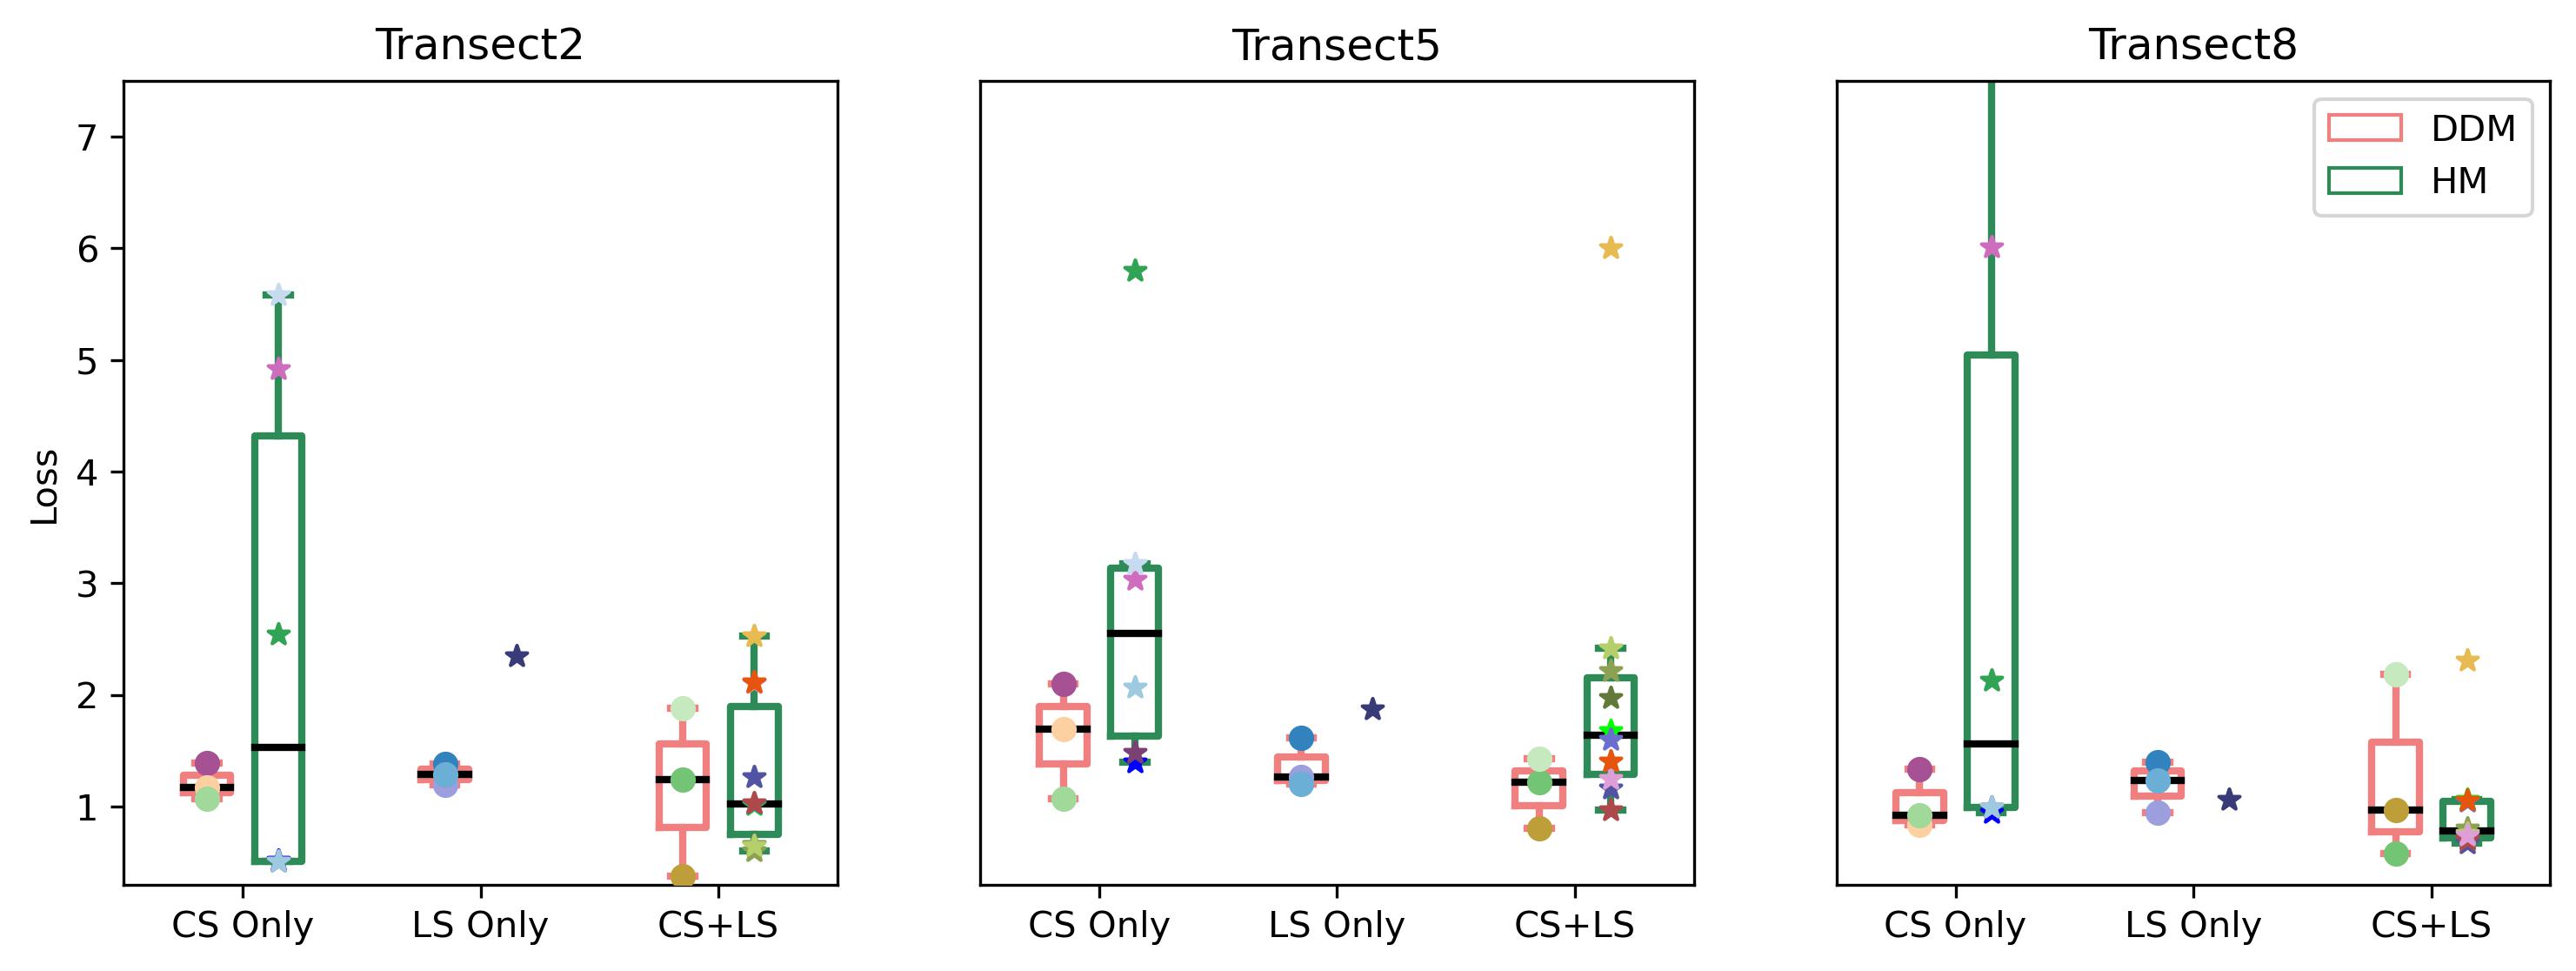 Transect2
Transect5
Transect8
7
6
5
4
3
2
1
Loss
DDM
HM
CS Only
LS Only
CS+LS
CS Only
LS Only
CS+LS
CS Only
LS Only
CS+LS